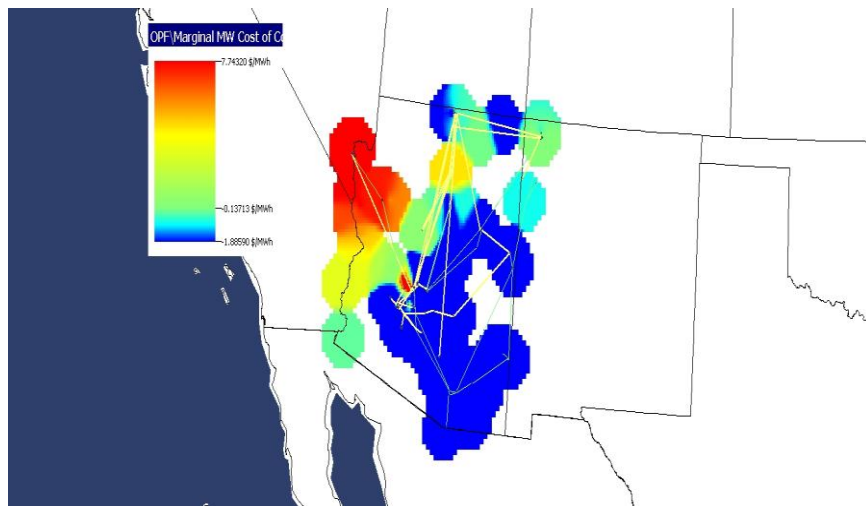 OPF\Marginal MW Cost of Co
7.74320 $/MWh
-0.13713 $/MWh
-1.88590 $/MWh